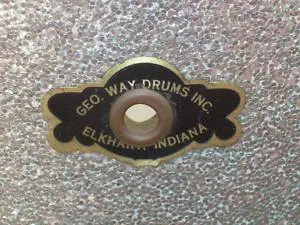 GEO. WAY DRUMS INC.
ELKHART, INDIANA